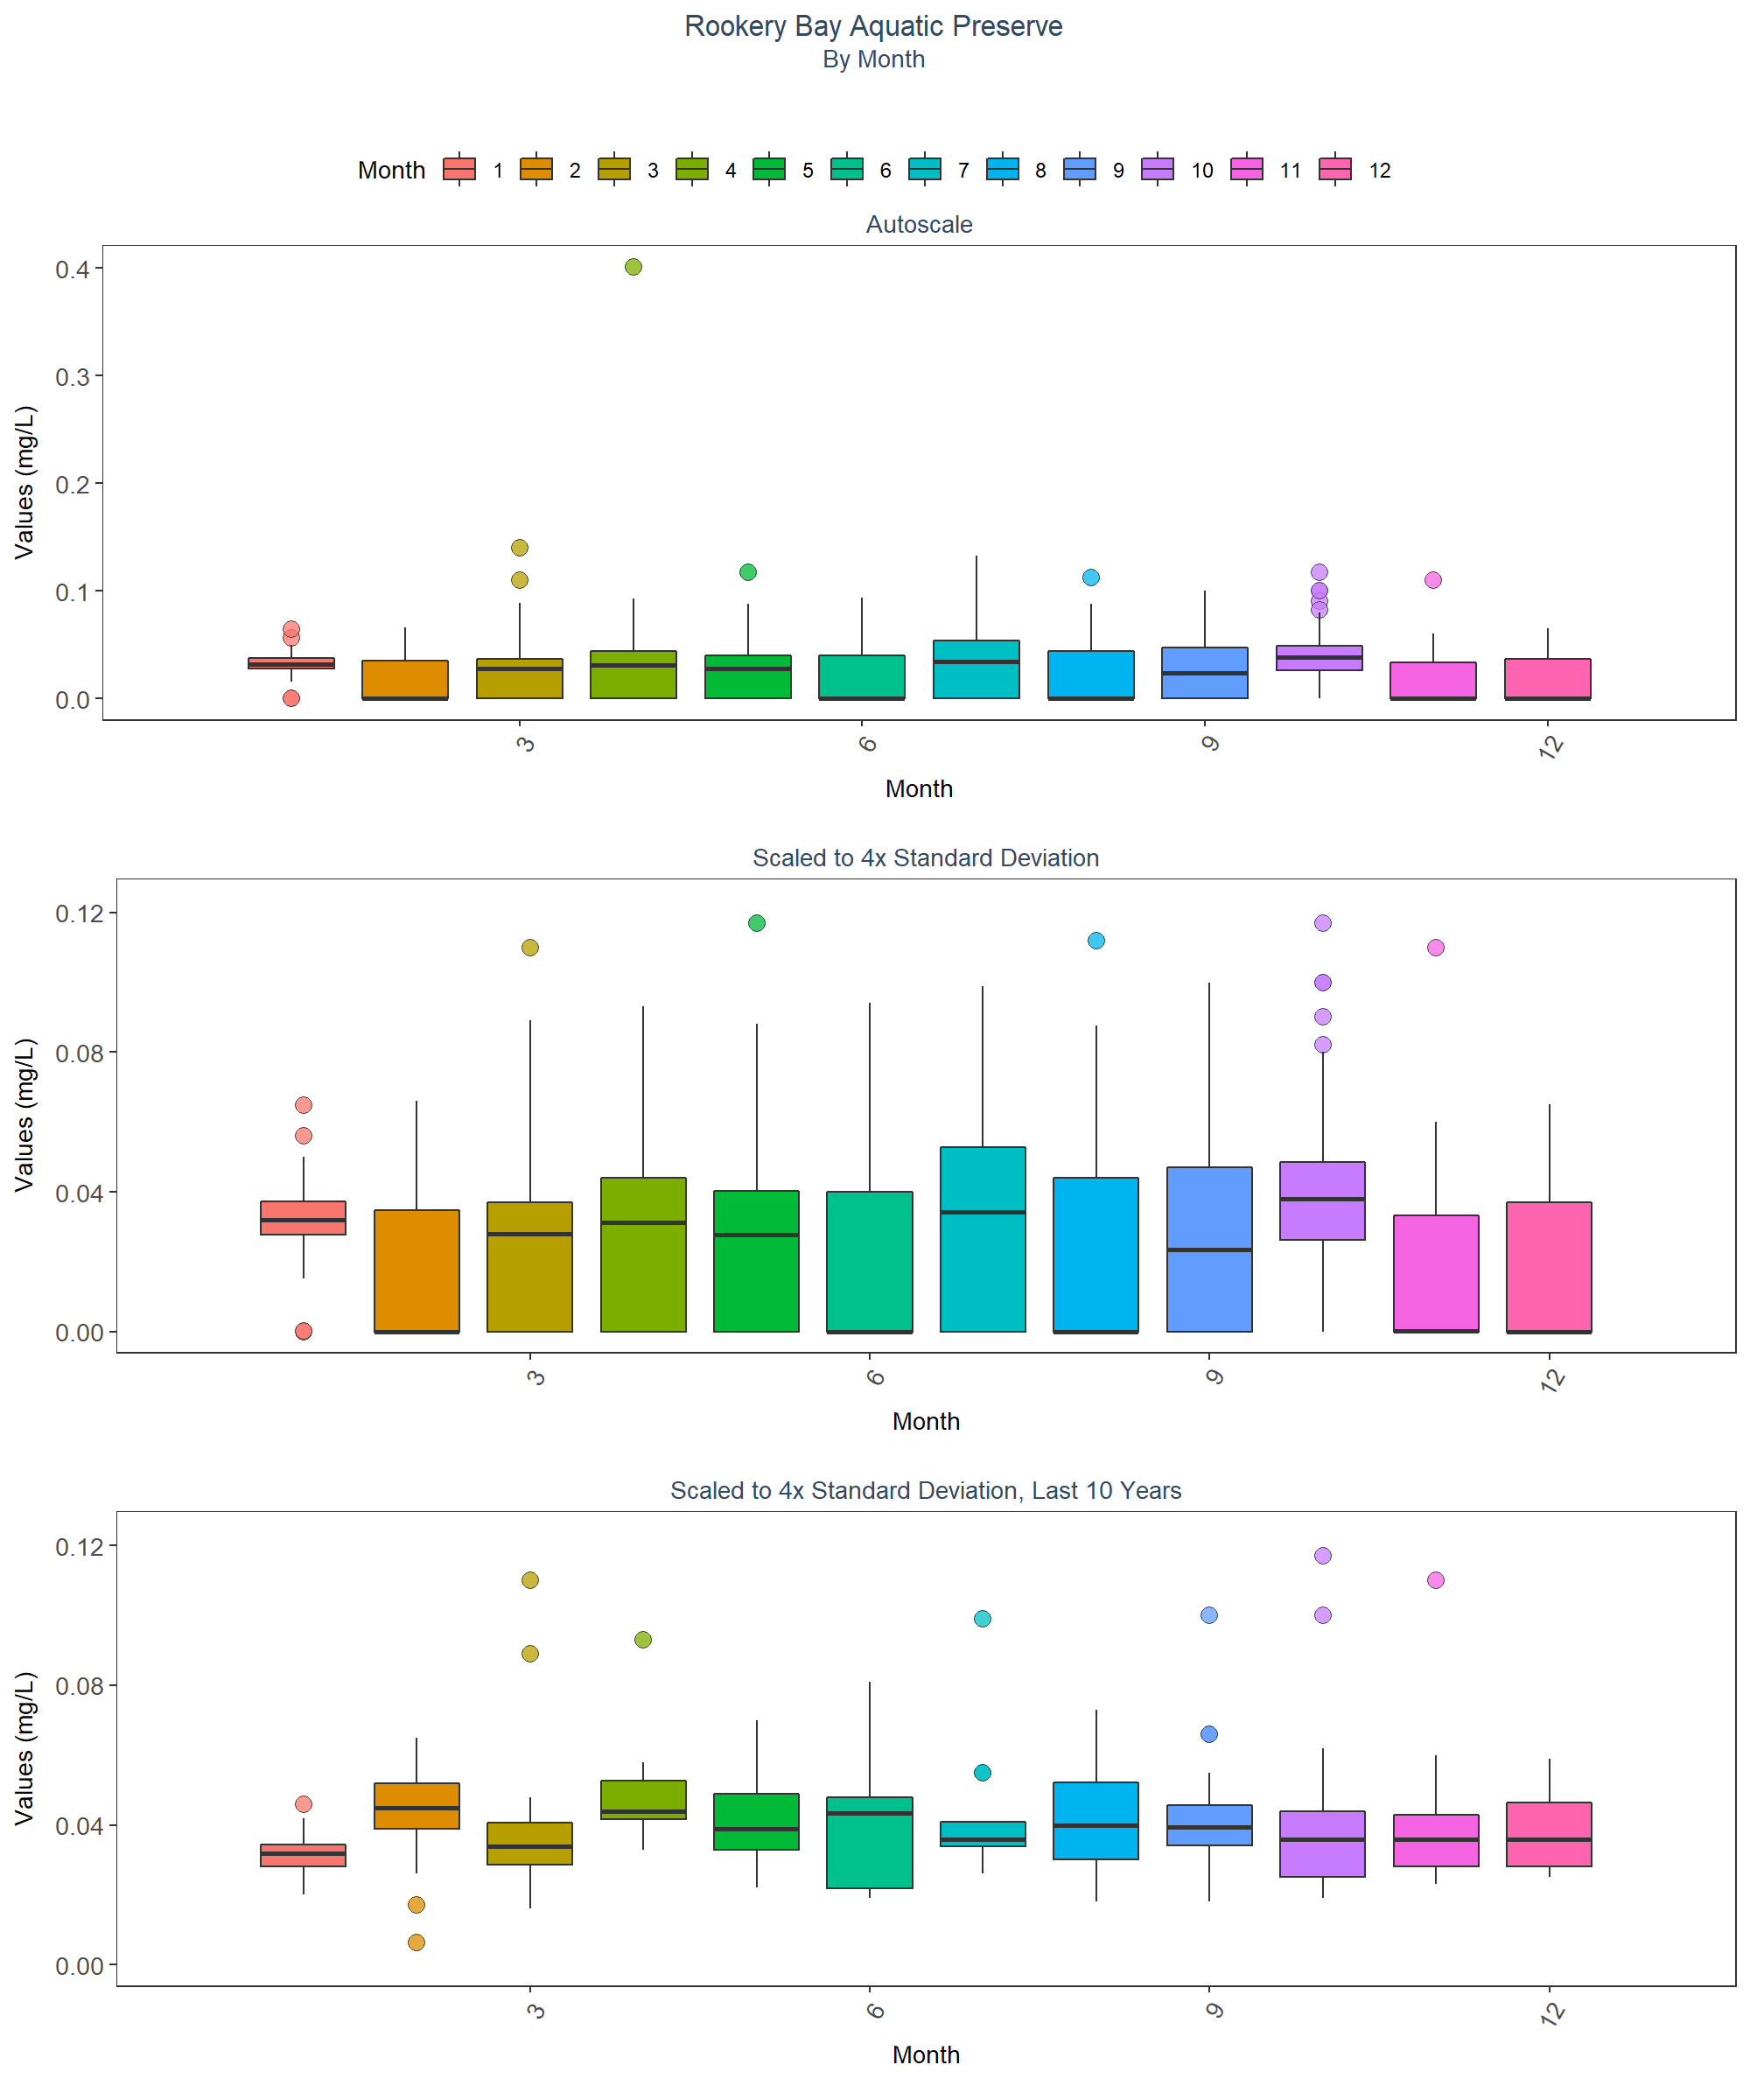 Rookery Bay Aquatic Preserve
By Month
Month 1 2 3 4 5 6 7 8 9 10 11 12
Autoscale
0.4
0.3
0.2
0.1
0.0
Values (mg/L)
3 6 9 12
Month
Scaled to 4x Standard Deviation
0.12
0.08
0.04
0.00
Values (mg/L)
3 6 9 12
Month
Scaled to 4x Standard Deviation, Last 10 Years
0.12
0.08
0.04
0.00
Values (mg/L)
3 6 9 12
Month